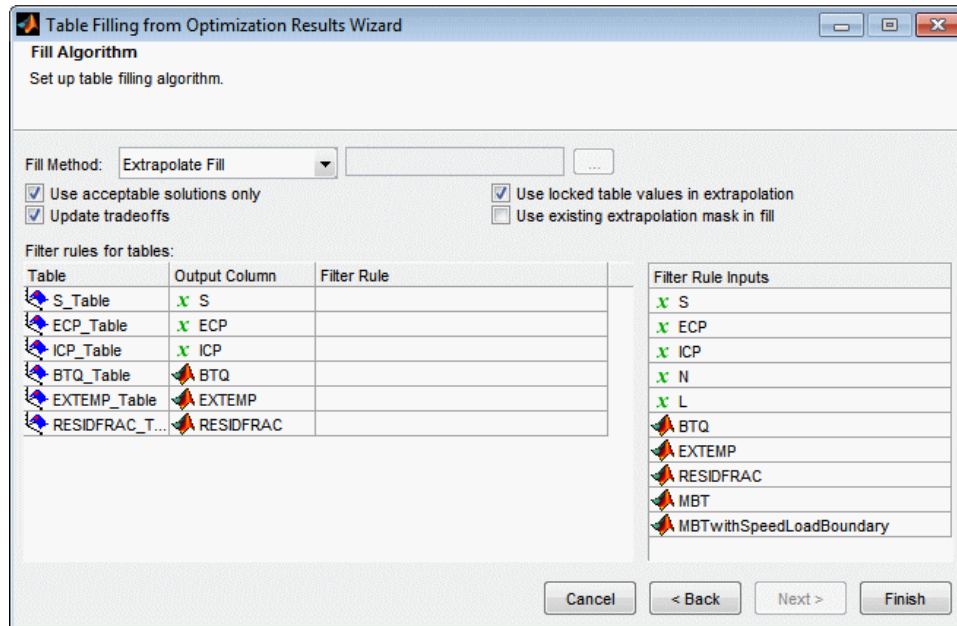 Table Filling from Optimization Results Wizard
Fill Algorithm
Set up table filling algorithm.
Fill Method: Extrapolate Fill ...
Use acceptable solutions only Use locked table values in extrapolation
Update tradeoffs Use existing extrapolation mask in fill
Filter rules for tables:
Table Output Column Filter Rule Filter Rule Inputs
S_Table x S x S
ECP_Table x ECP x ECP
ICP_Table x ICP x ICP
BTQ_Table BTQ x N
EXTEMP_Table EXTEMP x L
RESIDFRAC_T... RESIDFRAC BTQ
EXTEMP
RESIDFRAC
MBT
MBTwithSpeedLoadBoundary
Cancel < Back Next > Finish